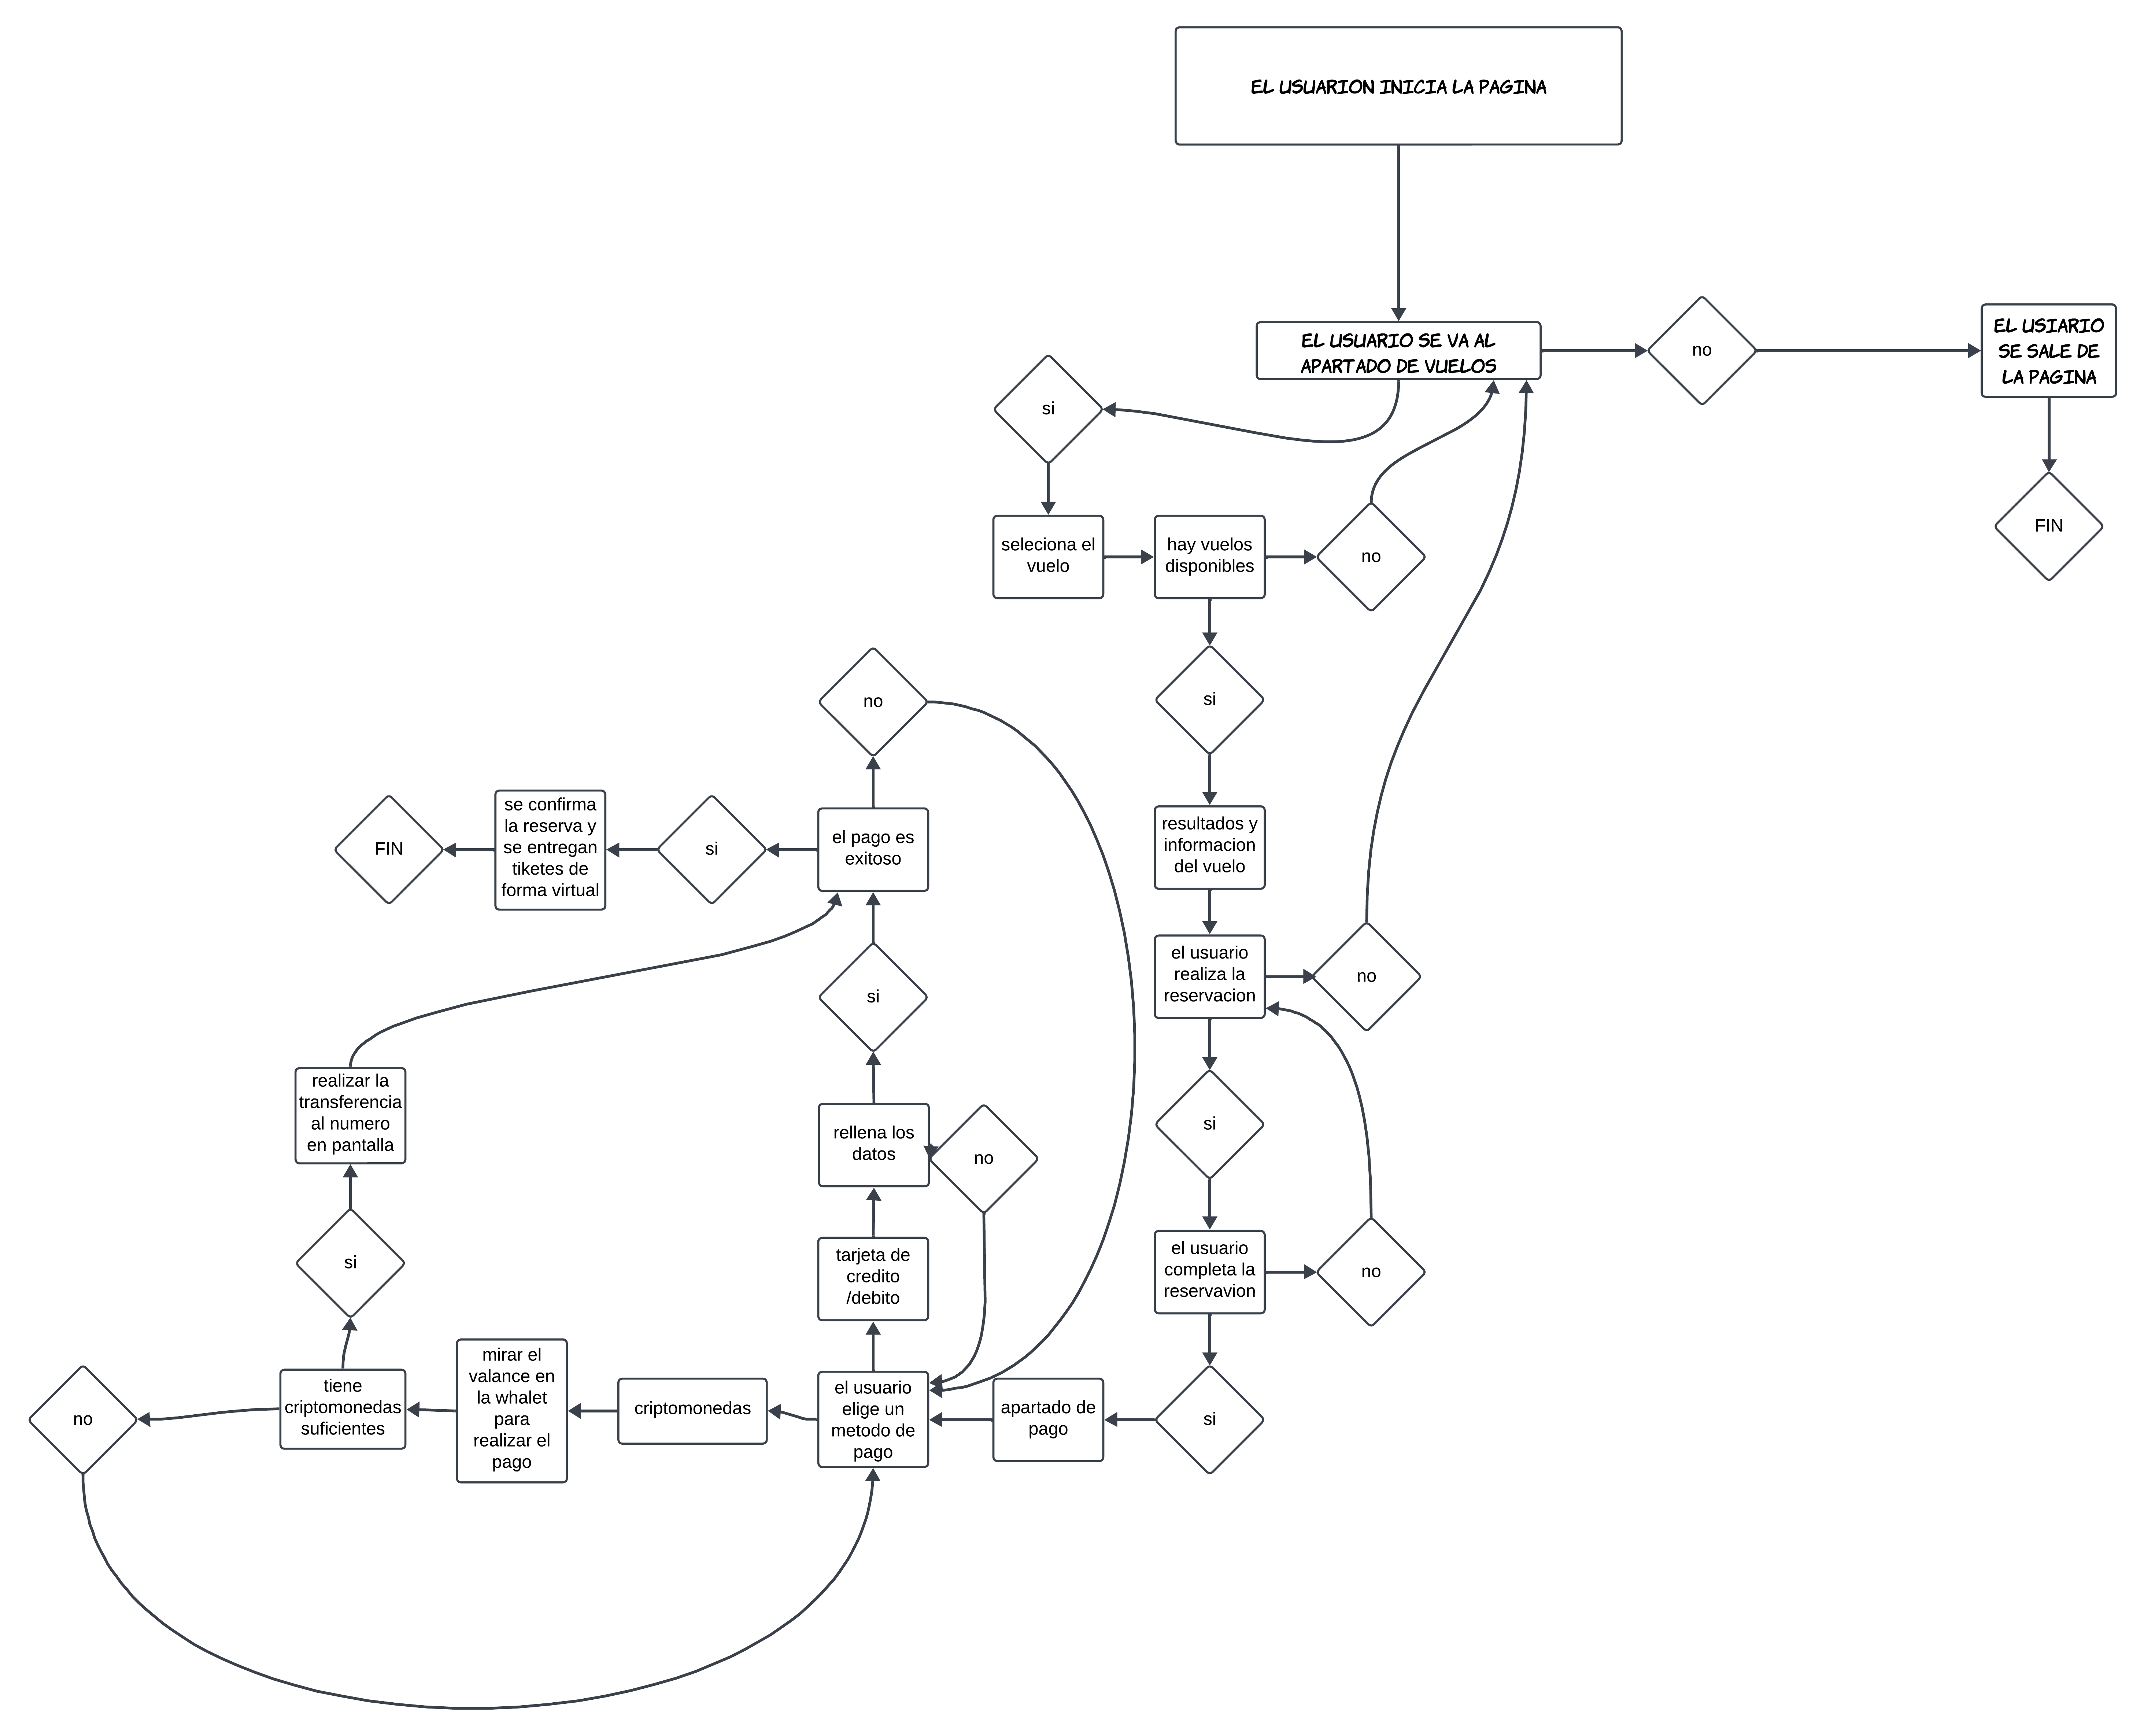 EL USUARION INICIA LA PAGINA
EL USUARIO SE VA AL
APARTADO DE VUELOS
no
EL USIARIO
SE SALE DE
LA PAGINA
FIN
si
seleciona el
vuelo
hay vuelos
disponibles
no
si
resultados y
informacion
del vuelo
el usuario
realiza la
reservacion
no
si
el usuario
completa la
reservavion
no
si
apartado de
pago
el usuario
elige un
metodo de
pago
tarjeta de
credito
/debito
rellena los
datos
no
si
el pago es
exitoso
no
si
se confirma
la reserva y
se entregan
tiketes de
forma virtual
FIN
criptomonedas
mirar el
valance en
la whalet
para
realizar el
pago
tiene
criptomonedas
suficientes
no
si
realizar la
transferencia
al numero
en pantalla